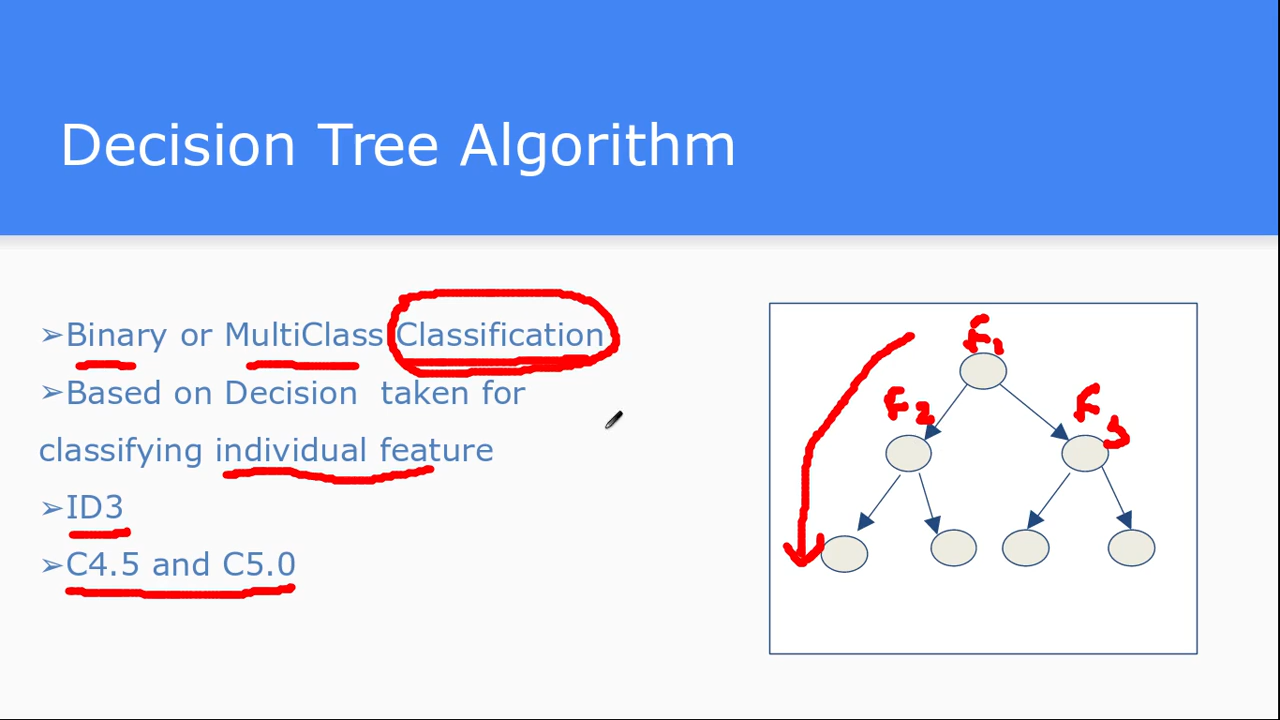 Decision Tree Algorithm
➢Binary or MultiClass Classification
➢Based on Decision taken for
classifying individual feature
➢ID3
➢C4.5 and C5.0
F1
F2
F3